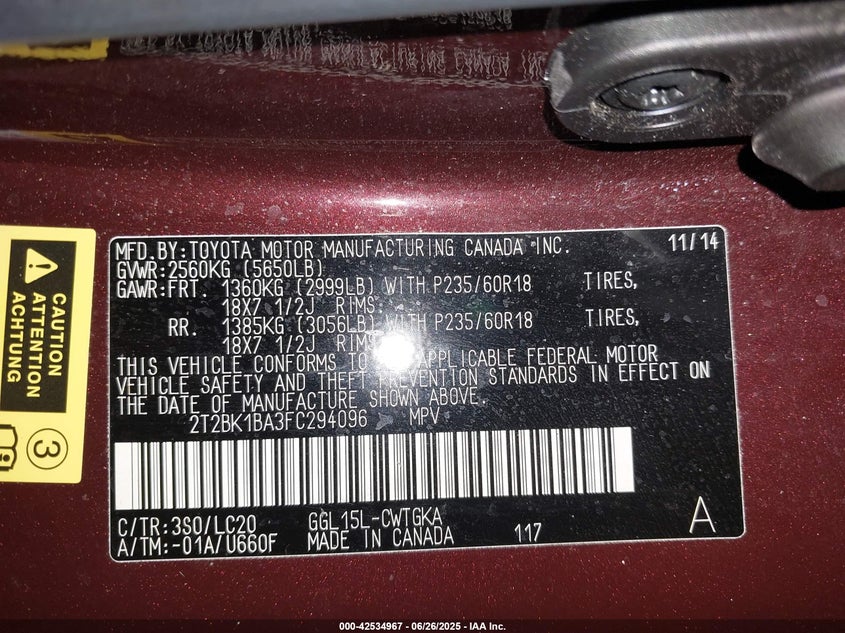 MFD.BY:TOYOTA MOTOR MANUFACTURING CANADA INC. 11/14
GVWR:2560KG (5650LB)
GAWR:FRT. 1360KG (2999LB) WITH P235/60R18 TIRES,
18X7 1/2J RIMS:
RR. 1385KG (3056LB) WITH P235/60R18 TIRES,
18X7 1/2J RIMS
THIS VEHICLE CONFORMS TO APPLICABLE FEDERAL MOTOR
VEHICLE SAFETY AND THEFT PREVENTION STANDARDS IN EFFECT ON
THE DATE OF MANUFACTURE SHOWN ABOVE.
2T2BK1BA3FC294096 MPV
C/TR:3S0/LC20 GGL15L-CWTGKA
A/TM:-01A/U660F MADE IN CANADA 117 A
CAUTION
ATTENTION
ACHTUNG
3
000-42534967 - 06/26/2025 - IAA Inc.